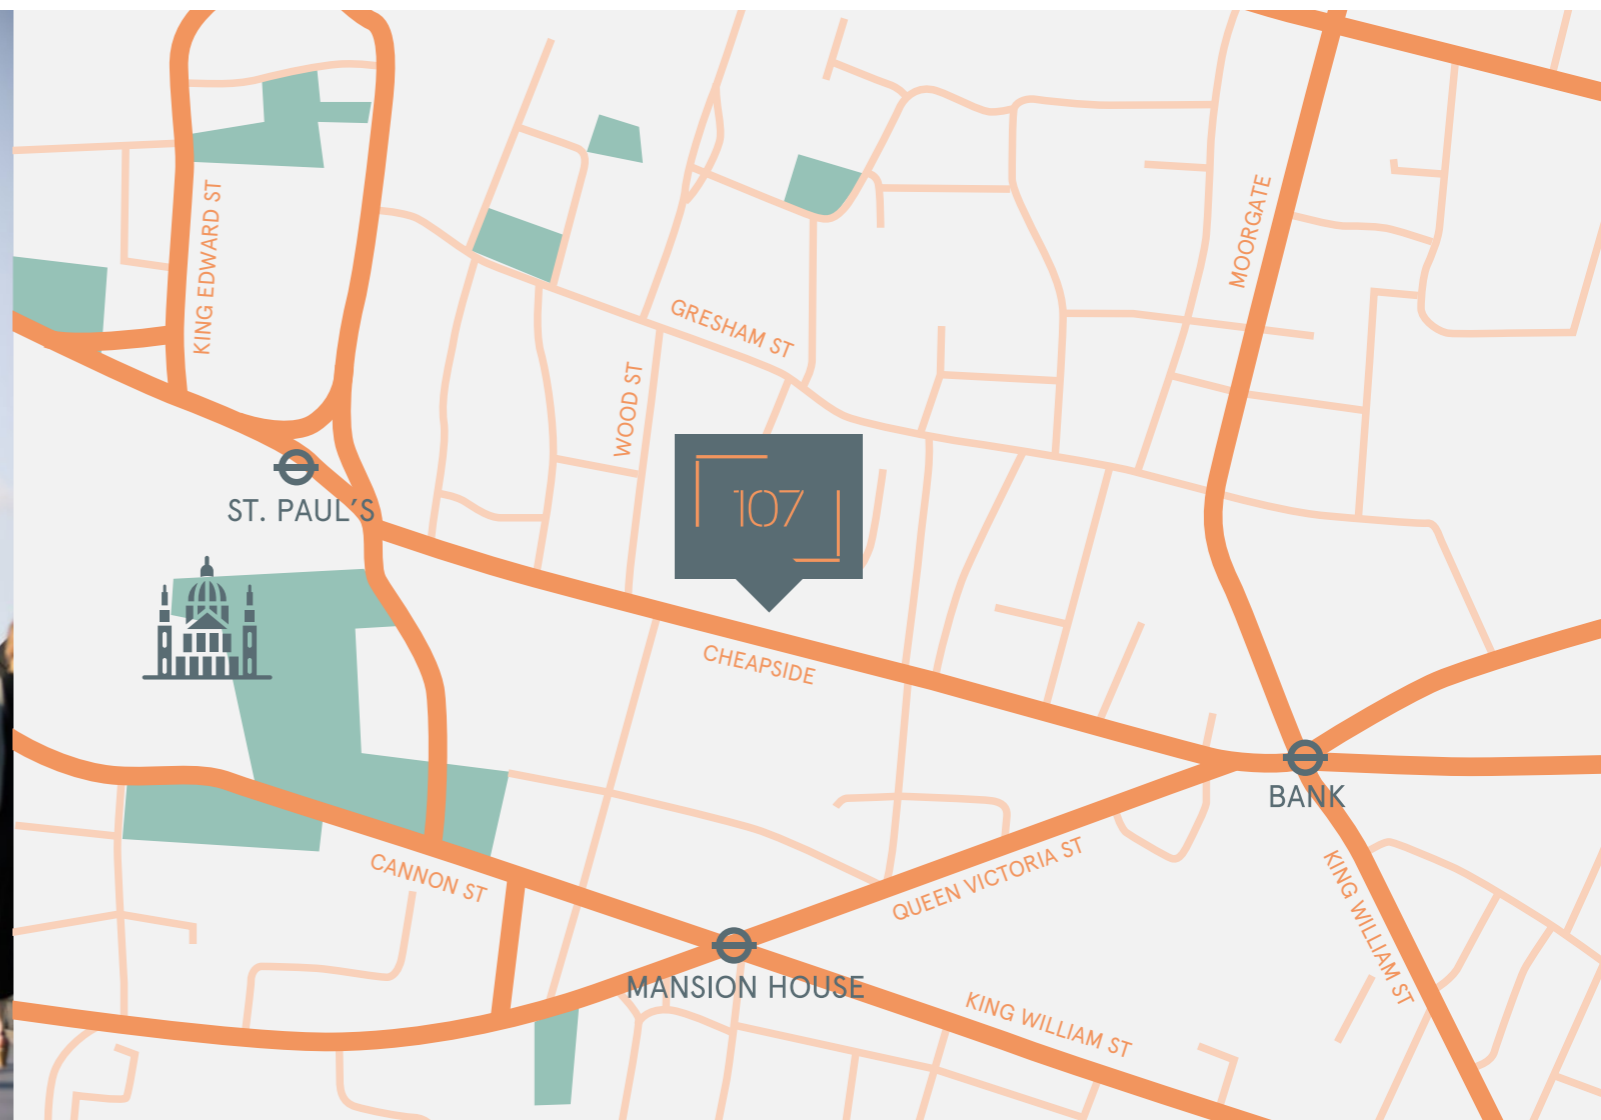 KING EDWARD ST
MOORGATE
GRESHAM ST
WOOD ST
107
ST. PAUL'S
CHEAPSIDE
BANK
CANNON ST
QUEEN VICTORIA ST
KING WILLIAM ST
MANSION HOUSE
KING WILLIAM ST